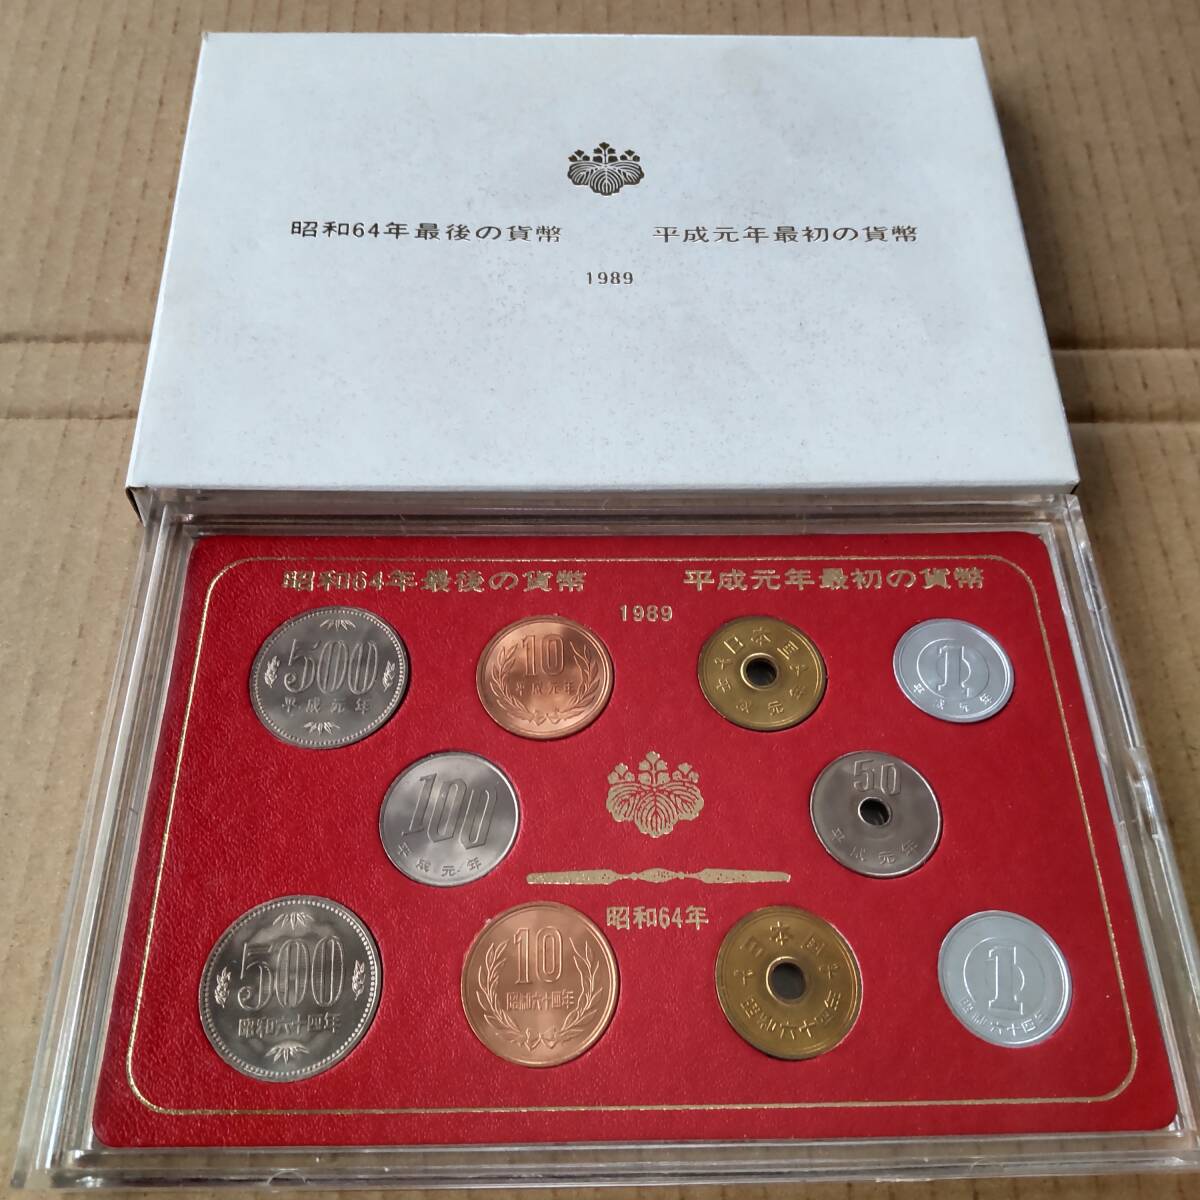 昭和64年最後の貨幣 平成元年最初の貨幣
1989
昭和64年最後の貨幣 平成元年最初の貨幣
1989
500
平成元年
10
平成元年
日本国
五円
平成元年
1
平成元年
100
平成元年
50
平成元年
昭和64年
500
昭和六十四年
10
昭和六十四年
日本国
昭和六十四年
1
昭和六十四年